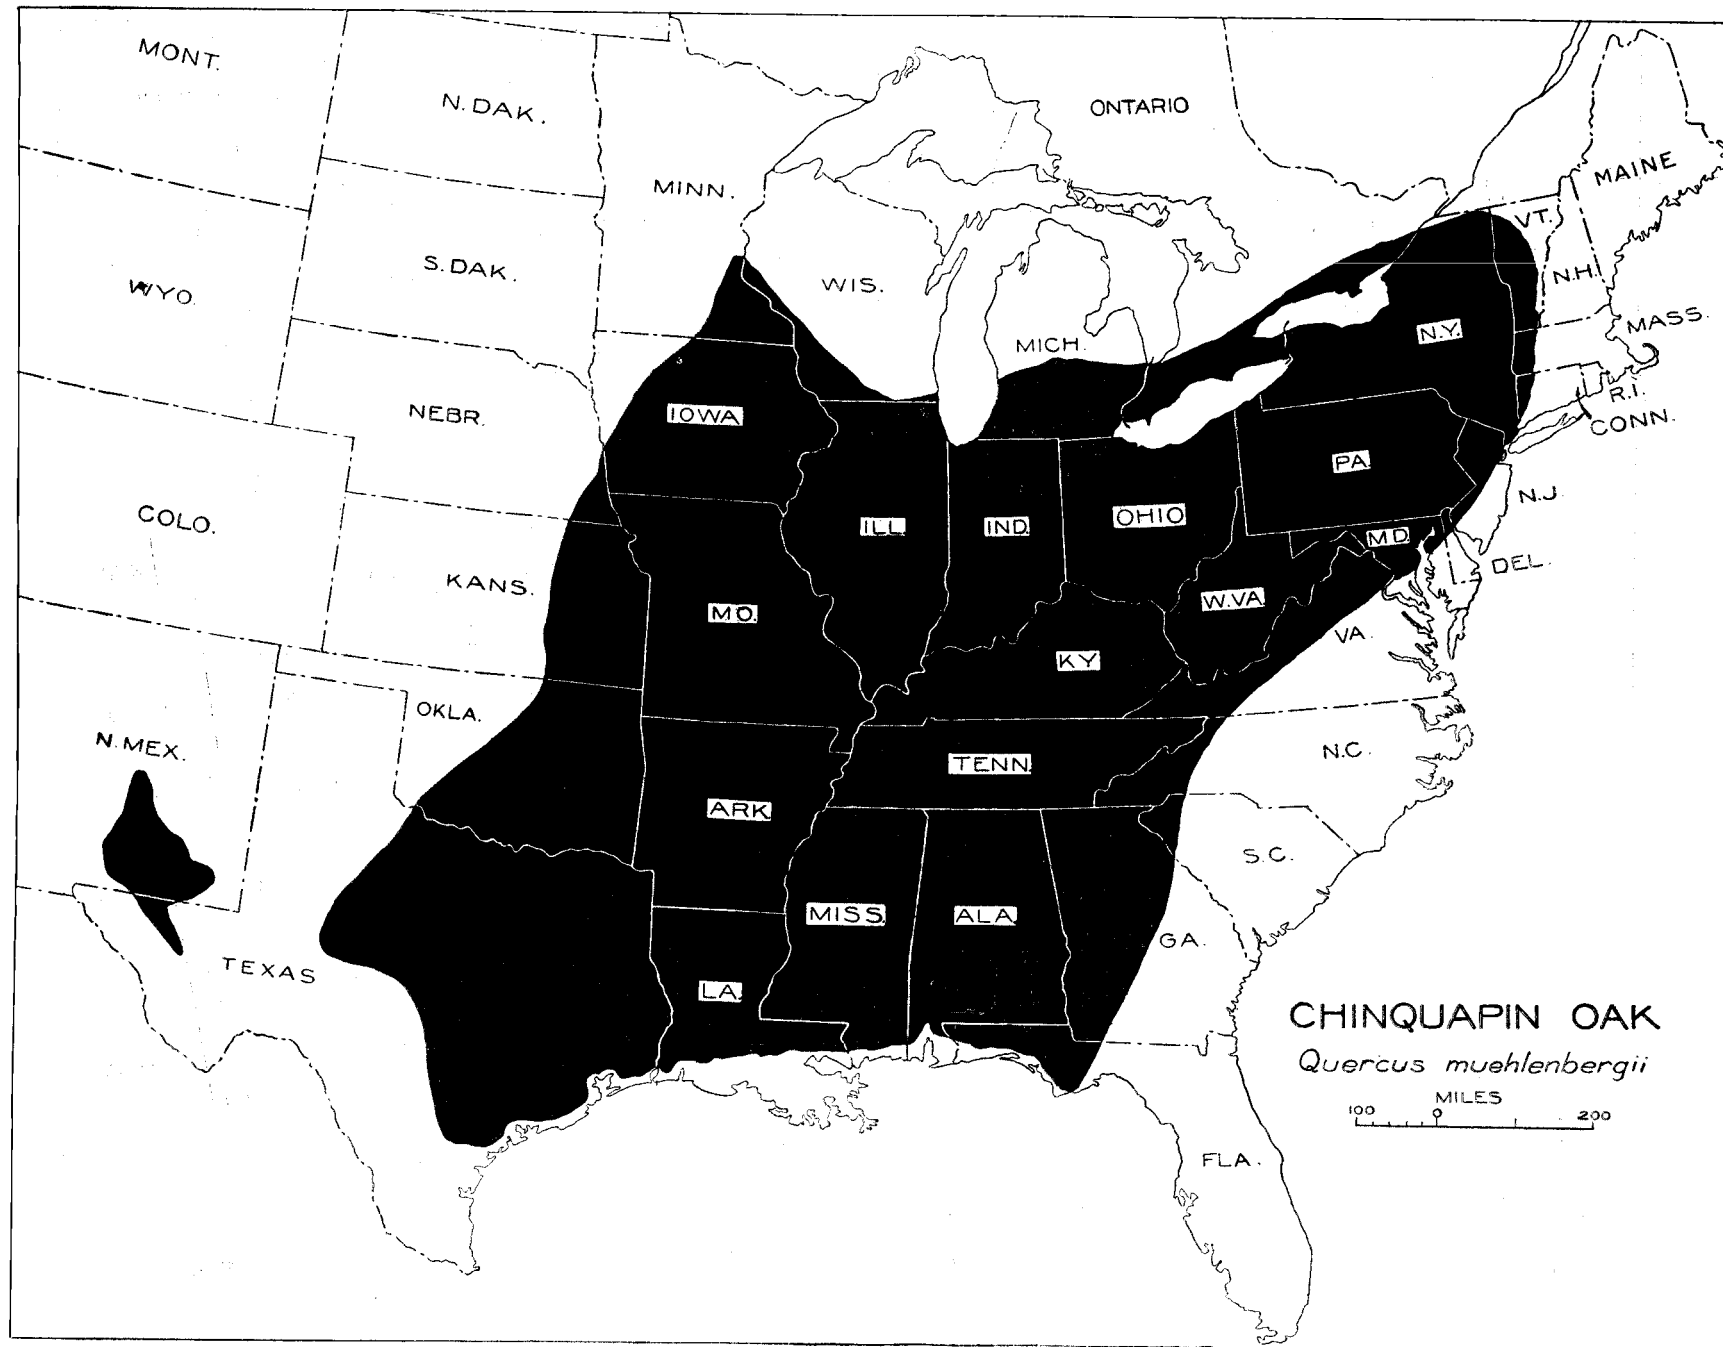 MONT.
N. DAK.
ONTARIO
MINN.
MAINE
VT.
S. DAK.
WYO.
WIS.
N.H.
MASS.
N.Y.
MICH.
R.I.
NEBR.
IOWA
CONN.
PA.
N.J.
COLO.
ILL.
IND.
OHIO
MD.
DEL.
KANS.
MO.
W.VA.
VA.
KY.
OKLA.
N. MEX.
TENN.
N.C.
ARK.
S.C.
MISS.
ALA.
GA.
TEXAS
LA.
CHINQUAPIN OAK
Quercus muehlenbergii
MILES
100 0 200
FLA.